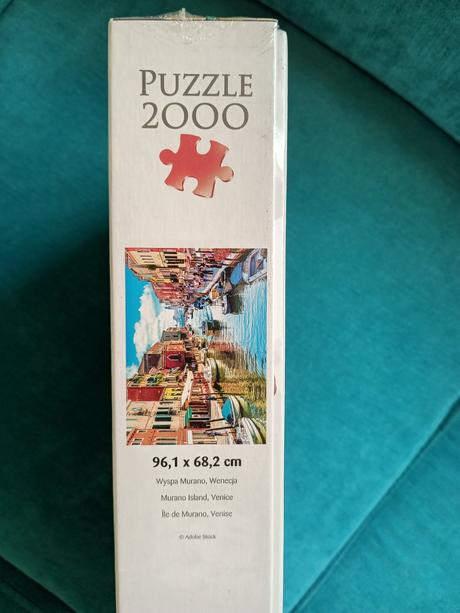 PUZZLE
2000
96,1 x 68,2 cm
Wyspa Murano, Wenecja
Murano Island, Venice
Île de Murano, Venise
© Adobe Stock